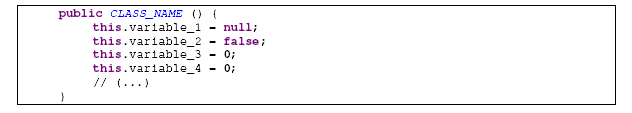 public CLASS_NAME () {
this.variable_1 = null;
this.variable_2 = false;
this.variable_3 = 0;
this.variable_4 = 0;
// (...)
}